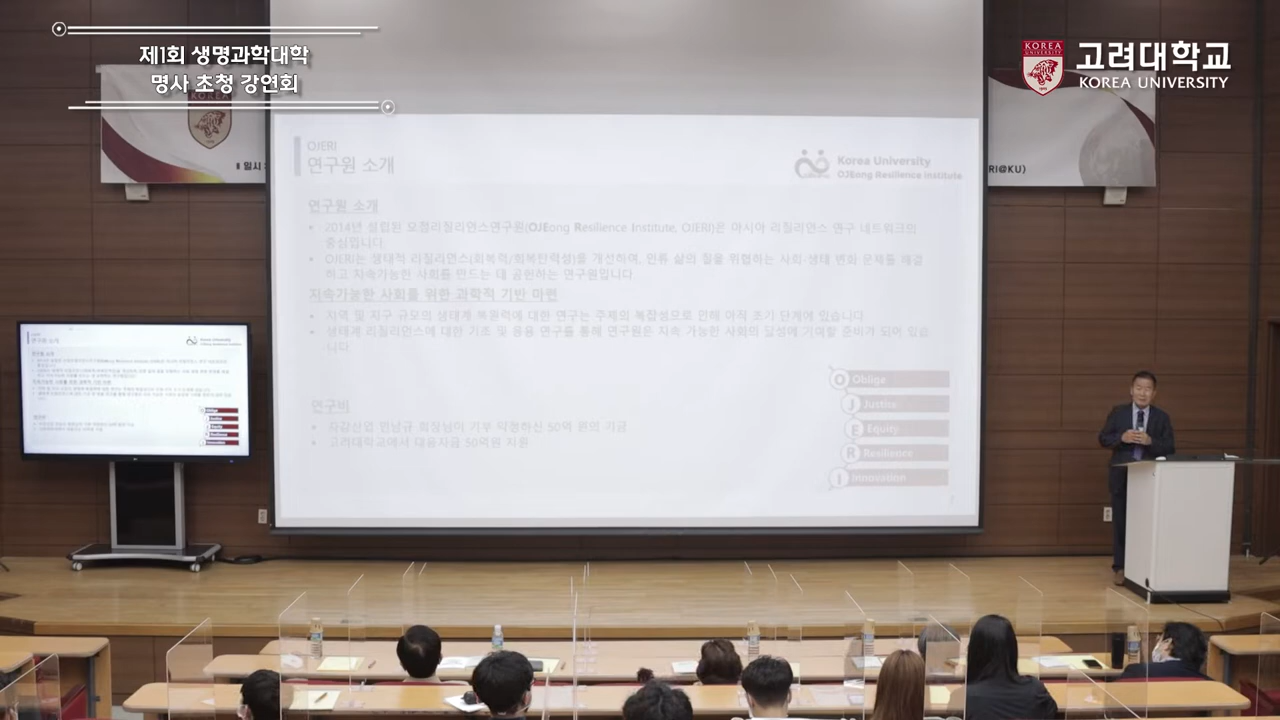 제1회 생명과학대학
명사 초청 강연회
KOREA
UNIVERSITY
고려대학교
KOREA UNIVERSITY
KOREA
일시
RI@KU)
OJERI
연구원 소개
Korea University
OJEong Resilience Institute
연구원 소개
• 2014년 설립된 오정리질리언스연구원(OJEong Resilience Institute, OJERI)은 아시아 리질리언스 연구 네트워크의
중심입니다.
• OJERI는 생태적 리질리언스(회복력/회복탄력성)을 개선하여, 인류 삶의 질을 위협하는 사회 생태 변화 문제를 해결
하고 지속가능한 사회를 만드는 데 공헌하는 연구원입니다.
지속가능한 사회를 위한 과학적 기반 마련
• 지역 및 지구 규모의 생태계 복원력에 대한 연구는 주제의 복잡성으로 인해 아직 초기 단계에 있습니다.
• 생태계 리질리언스에 대한 기초 및 응용 연구를 통해 연구원은 지속 가능한 사회의 달성에 기여할 준비가 되어 있습
니다.
연구비
• 회장님이 기부 약정하신 50억 원의 기금
• 고려대학교에서 대응자금 50억원 지원
O Oblige
J Justice
E Equity
R Resilience
I Innovation
연구원 소개
Korea University